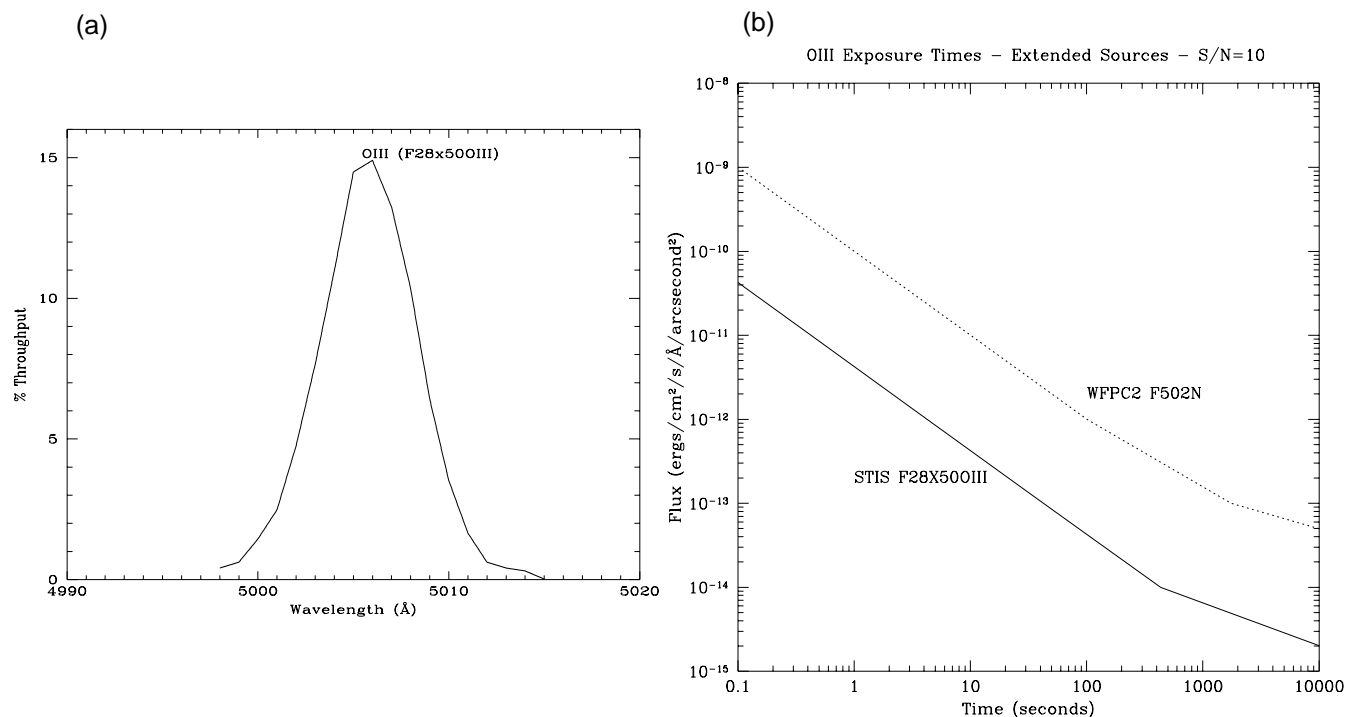 (a)
OIII (F28x50OIII)
15
10
5
0
% Throughput
4990
5000
5010
5020
Wavelength (Å)
(b)
OIII Exposure Times – Extended Sources – S/N=10
10⁻⁸
10⁻⁹
10⁻¹⁰
10⁻¹¹
10⁻¹²
10⁻¹³
10⁻¹⁴
10⁻¹⁵
Flux (ergs/cm²/s/Å/arcsecond²)
WFPC2 F502N
STIS F28X50OIII
0.1
1
10
100
1000
10000
Time (seconds)